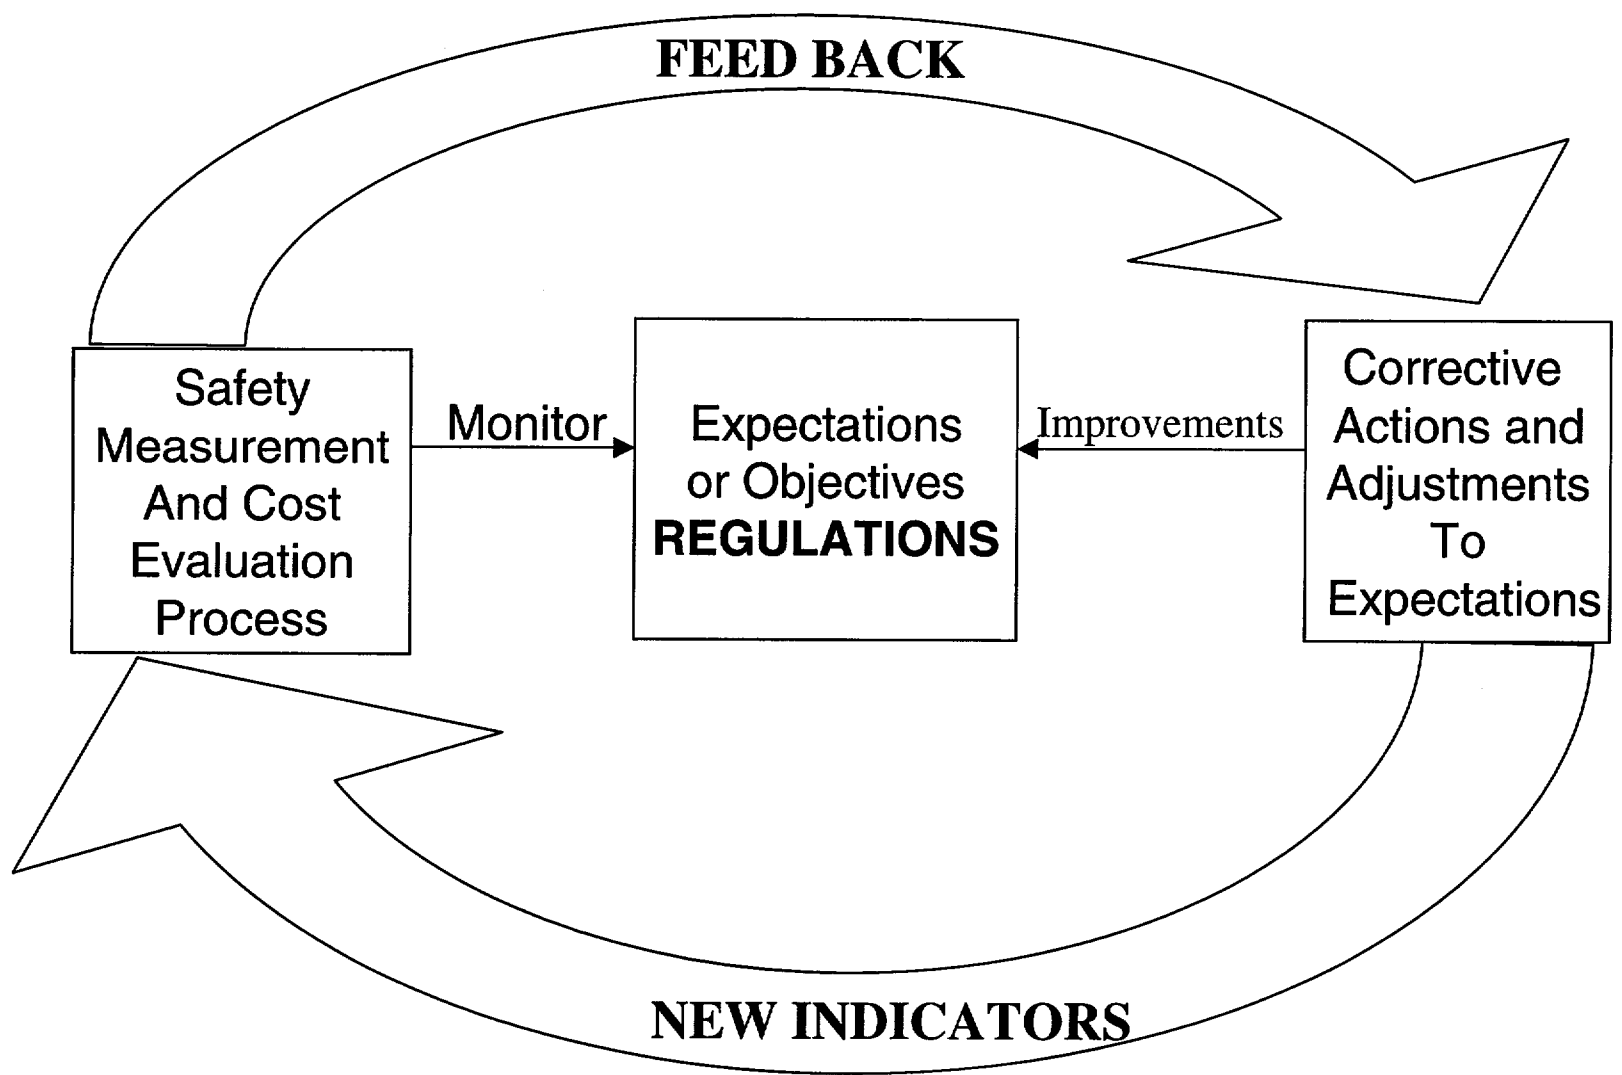 FEED BACK
Safety
Measurement
And Cost
Evaluation
Process
Monitor
Expectations
or Objectives
REGULATIONS
Improvements
Corrective
Actions and
Adjustments
To
Expectations
NEW INDICATORS